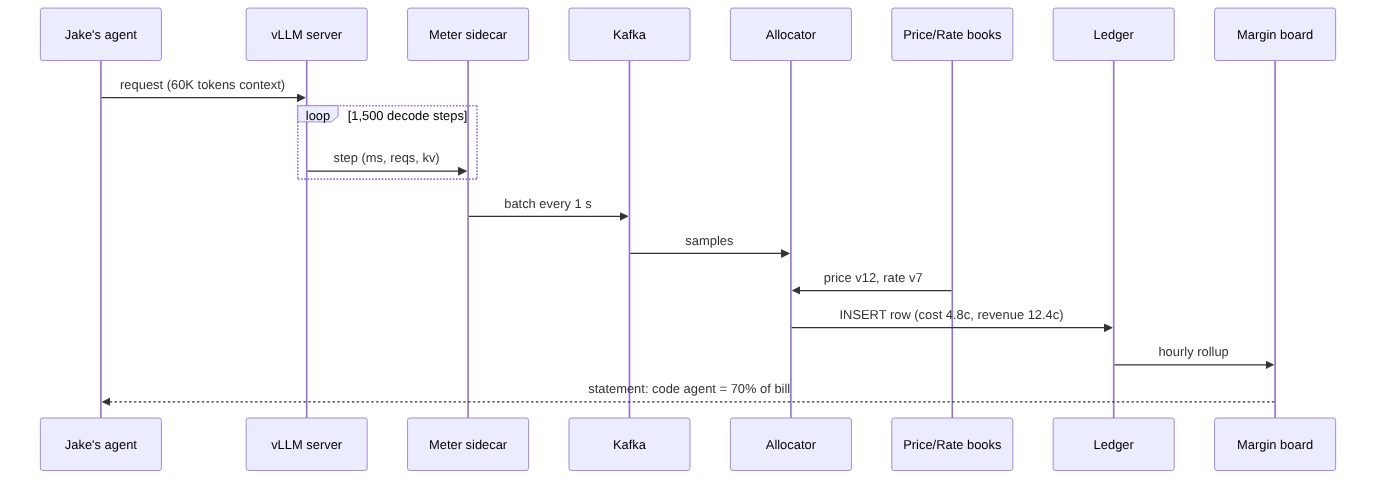 Jake's agent
vLLM server
Meter sidecar
Kafka
Allocator
Price/Rate books
Ledger
Margin board
request (60K tokens context)
loop
[1,500 decode steps]
step (ms, reqs, kv)
batch every 1 s
samples
price v12, rate v7
INSERT row (cost 4.8c, revenue 12.4c)
hourly rollup
statement: code agent = 70% of bill
Jake's agent
vLLM server
Meter sidecar
Kafka
Allocator
Price/Rate books
Ledger
Margin board